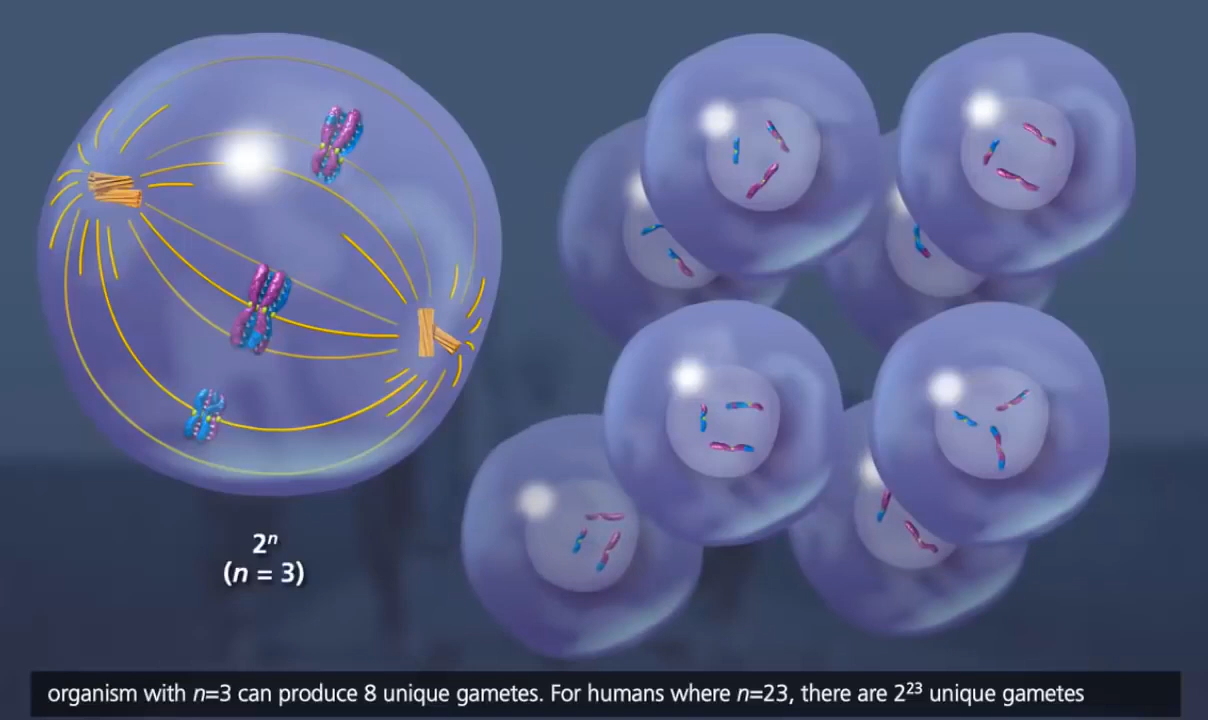 2ⁿ
(n = 3)
organism with n=3 can produce 8 unique gametes. For humans where n=23, there are 2²³ unique gametes